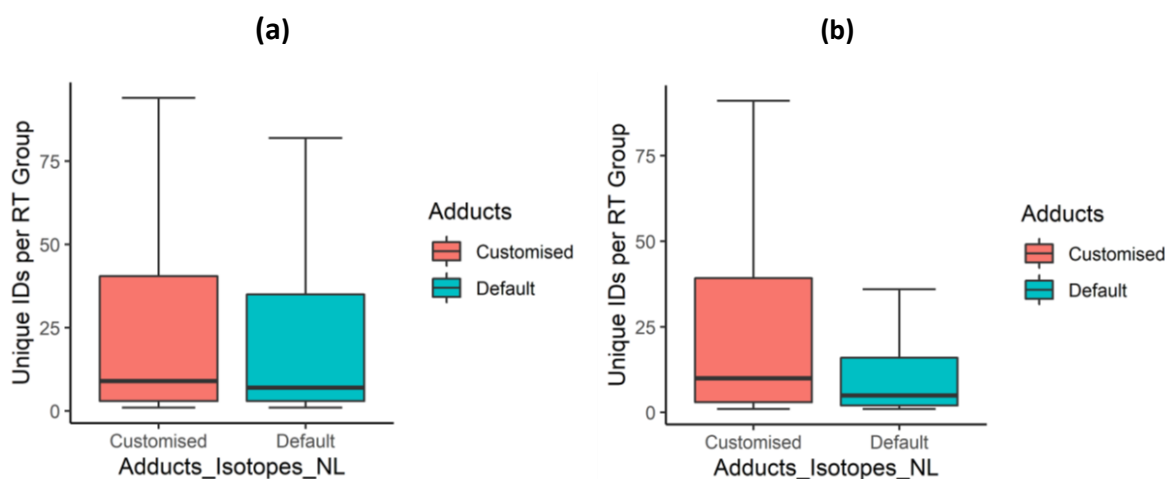 (a)
Unique IDs per RT Group
75
50
25
0
Customised Default
Adducts_Isotopes_NL
Adducts
Customised
Default
(b)
Unique IDs per RT Group
75
50
25
0
Customised Default
Adducts_Isotopes_NL
Adducts
Customised
Default